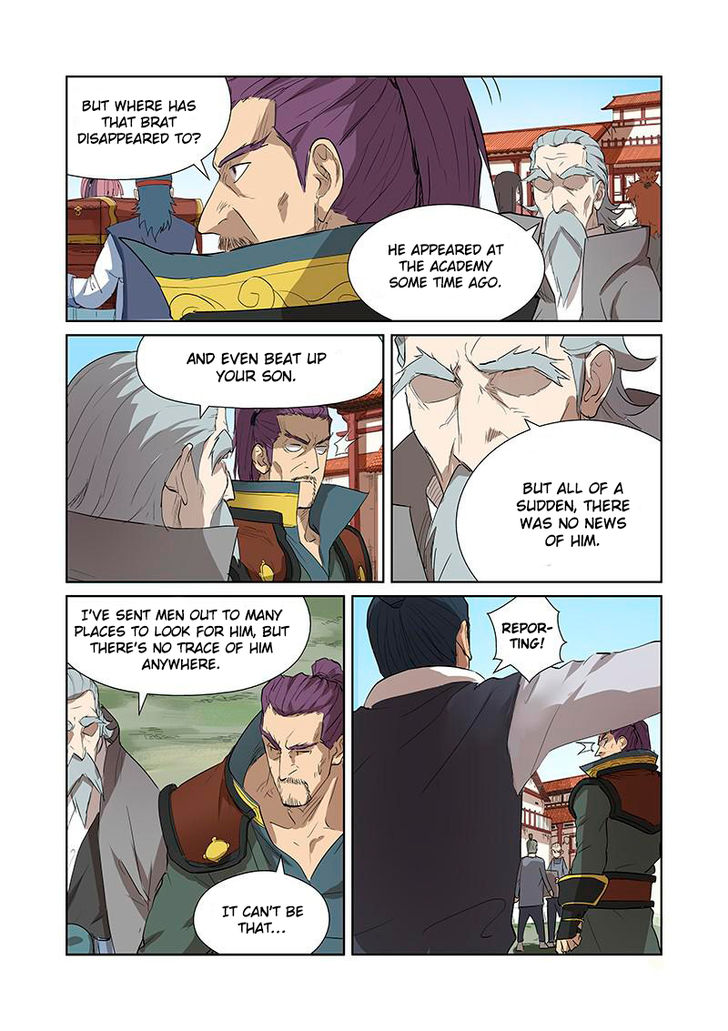 BUT WHERE HAS
THAT BRAT
DISAPPEARED TO?
HE APPEARED AT
THE ACADEMY
SOME TIME AGO.
AND EVEN BEAT UP
YOUR SON.
BUT ALL OF A
SUDDEN, THERE
WAS NO NEWS
OF HIM.
I'VE SENT MEN OUT TO MANY
PLACES TO LOOK FOR HIM, BUT
THERE'S NO TRACE OF HIM
ANYWHERE.
IT CAN'T BE
THAT...
REPOR-
TING!